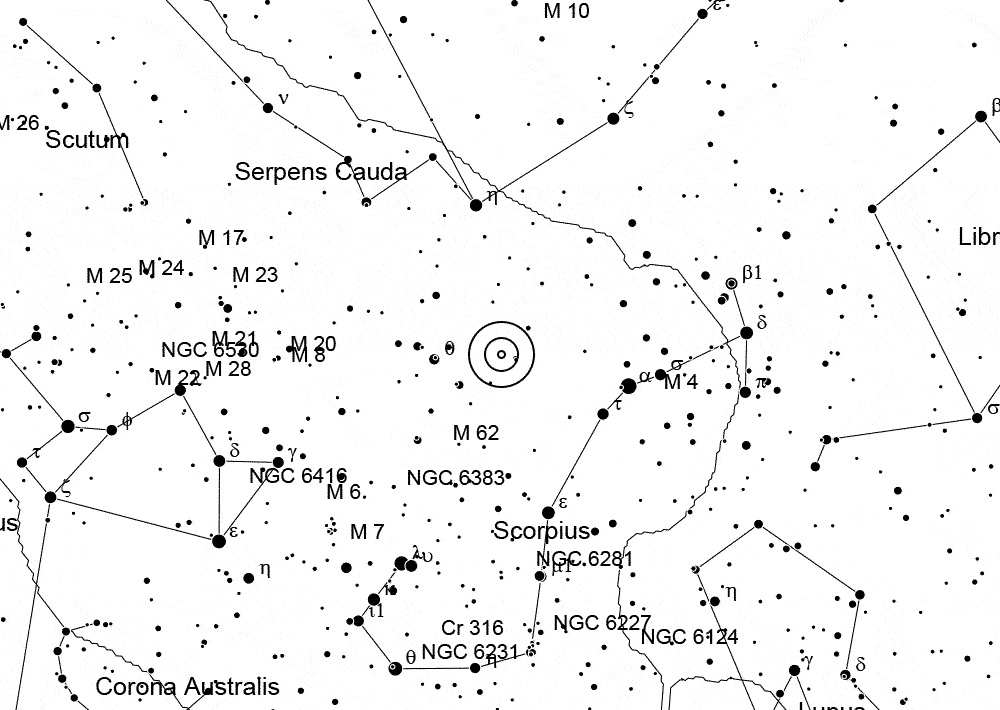 M 10
ε
ν
ζ
β
M 26
Scutum
Serpens Cauda
η
M 17
Libr
M 25
M 24
M 23
β1
δ
M 21
M 20
NGC 6530
M 8
θ
M 28
M 22
σ
α
M 4
π
τ
σ
φ
σ
M 62
τ
δ
γ
NGC 6416
NGC 6383
ζ
M 6
ε
us
M 7
Scorpius
ε
λ
υ
NGC 6281
μ1
η
κ
η
ι1
Cr 316
NGC 6227
NGC 6124
NGC 6231
θ
η
γ
δ
Corona Australis
Lupus